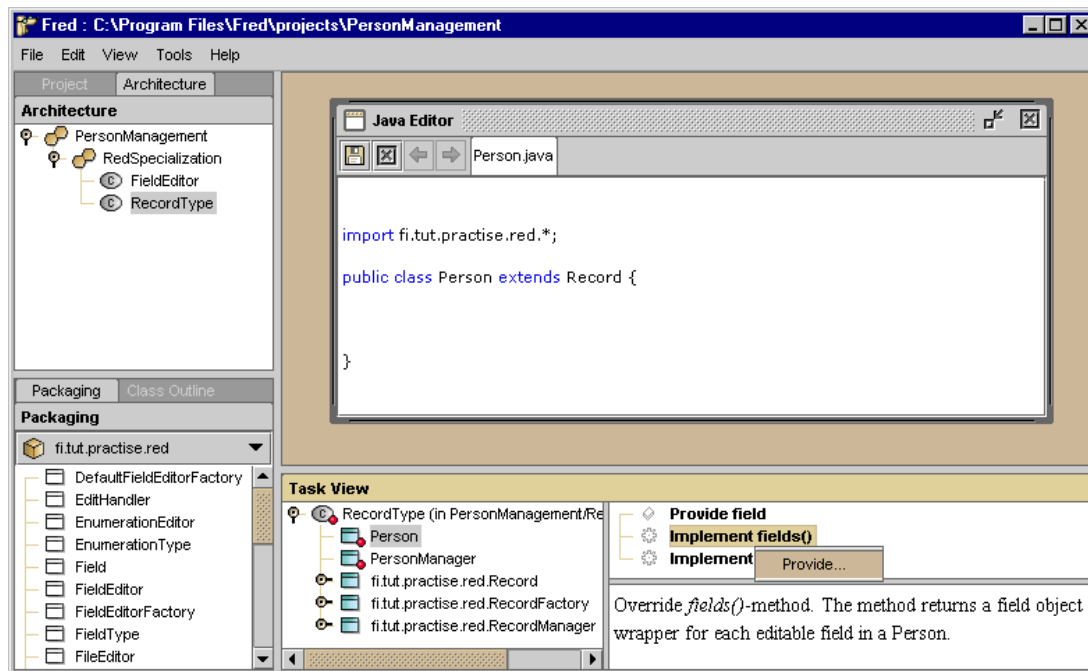 Fred : C:\Program Files\Fred\projects\PersonManagement
File Edit View Tools Help
Project Architecture
Architecture
PersonManagement
RedSpecialization
FieldEditor
RecordType
Java Editor
Person.java
import fi.tut.practise.red.*;
public class Person extends Record {
}
Packaging Class Outline
Packaging
fi.tut.practise.red
DefaultFieldEditorFactory
EditHandler
EnumerationEditor
EnumerationType
Field
FieldEditor
FieldEditorFactory
FieldType
FileEditor
Task View
RecordType (in PersonManagement/Re
Person
PersonManager
fi.tut.practise.red.Record
fi.tut.practise.red.RecordFactory
fi.tut.practise.red.RecordManager
Provide field
Implement fields()
Implement
Provide...
Override fields()-method. The method returns a field object
wrapper for each editable field in a Person.